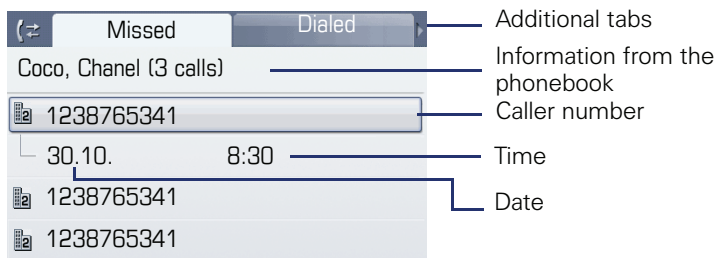 Missed Dialed Additional tabs
Coco, Chanel (3 calls) Information from the
phonebook
1238765341 Caller number
30.10. 8:30 Time
1238765341 Date
1238765341